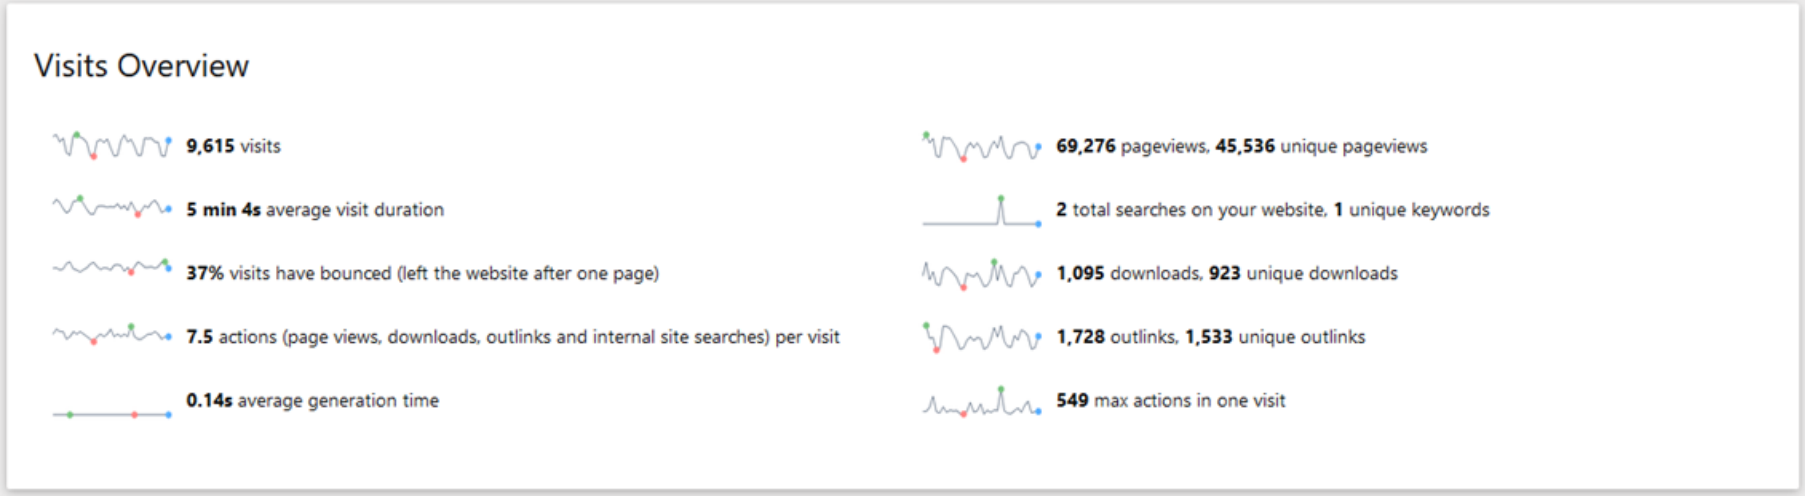 Visits Overview
9,615 visits
5 min 4s average visit duration
37% visits have bounced (left the website after one page)
7.5 actions (page views, downloads, outlinks and internal site searches) per visit
0.14s average generation time
69,276 pageviews, 45,536 unique pageviews
2 total searches on your website, 1 unique keywords
1,095 downloads, 923 unique downloads
1,728 outlinks, 1,533 unique outlinks
549 max actions in one visit